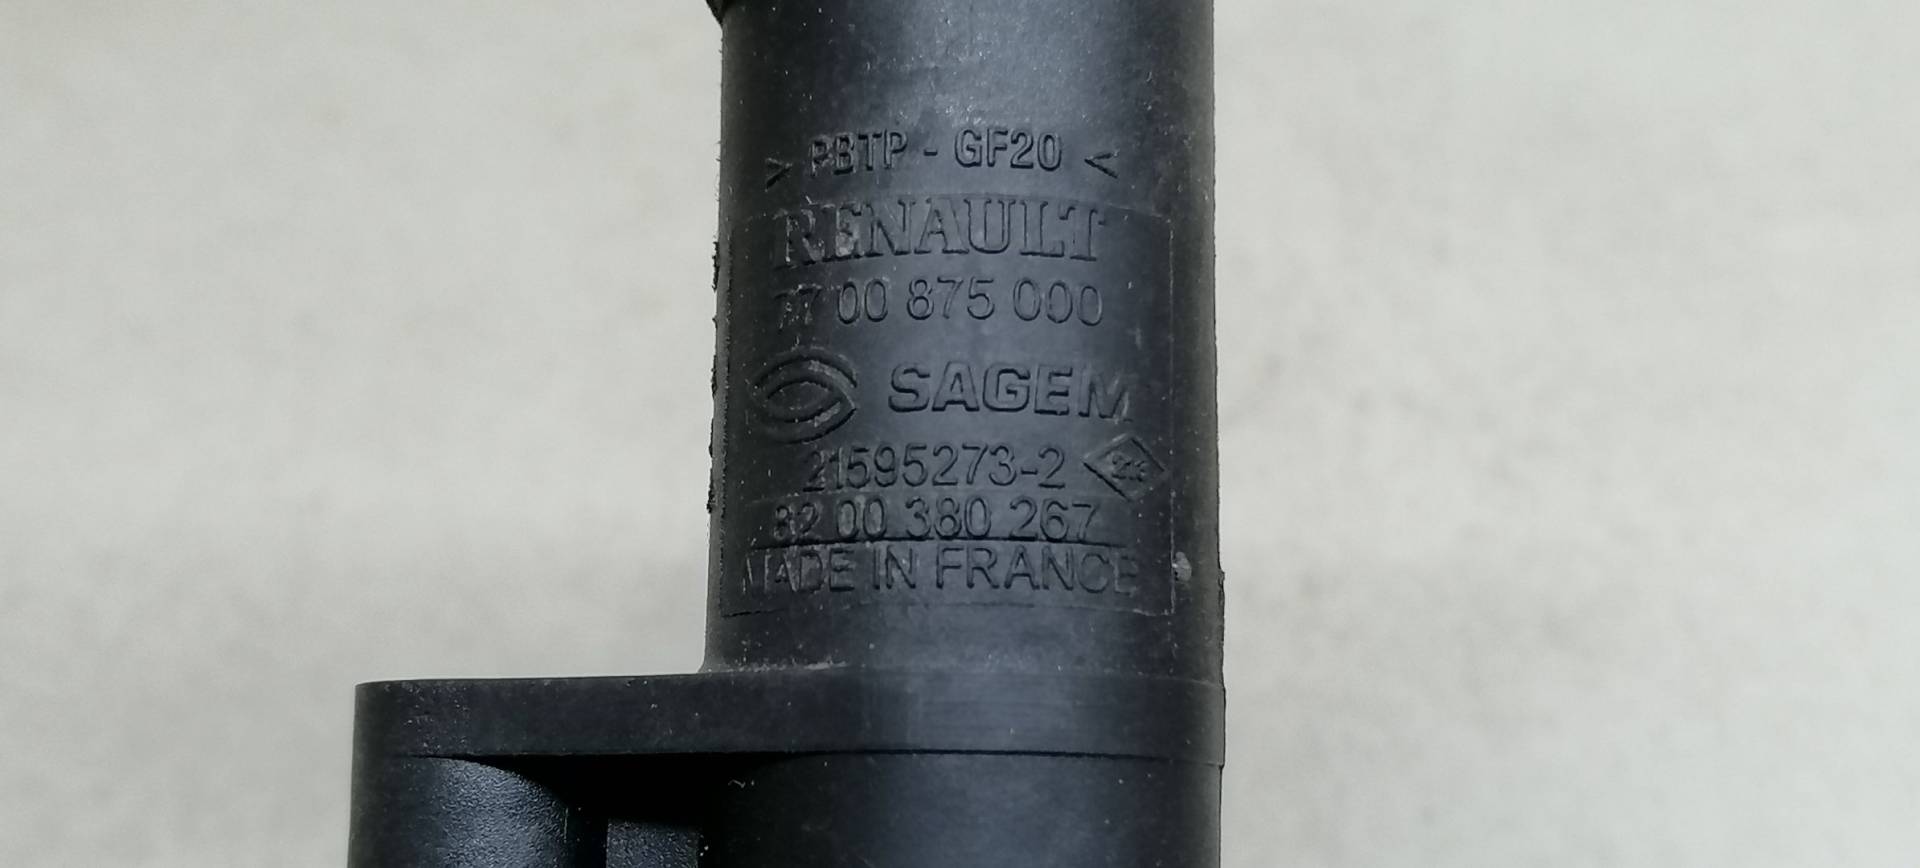 > PBTP - GF20 <
RENAULT
77 00 875 000
SAGEM
21595273-2
82 00 380 267
MADE IN FRANCE